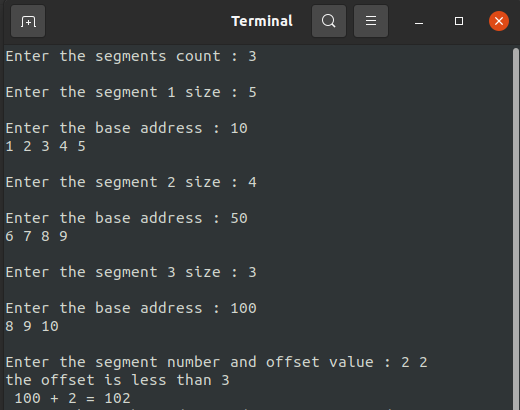 Terminal
Enter the segments count : 3
Enter the segment 1 size : 5
Enter the base address : 10
1 2 3 4 5
Enter the segment 2 size : 4
Enter the base address : 50
6 7 8 9
Enter the segment 3 size : 3
Enter the base address : 100
8 9 10
Enter the segment number and offset value : 2 2
the offset is less than 3
100 + 2 = 102